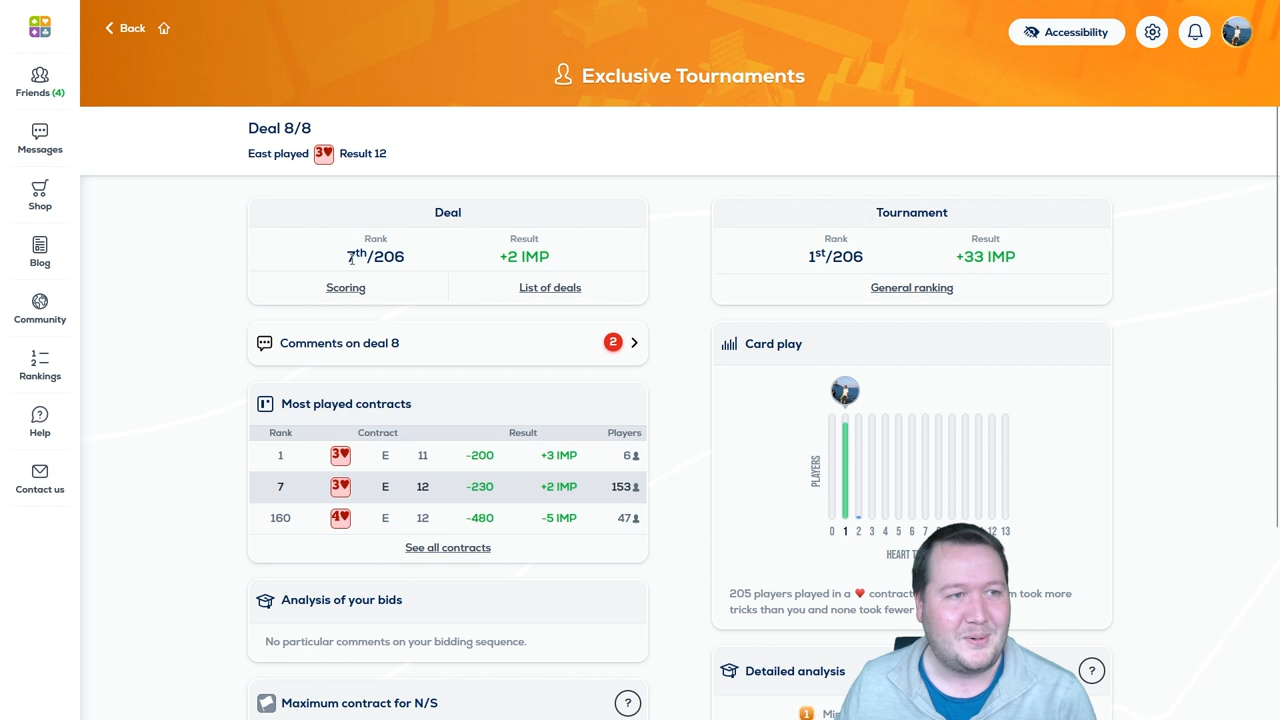 Back
Accessibility
Friends (4)
Exclusive Tournaments
Messages
Deal 8/8
East played 3♥ Result 12
Shop
Deal
Tournament
Rank Result
Rank Result
7th/206 +2 IMP
1st/206 +33 IMP
Blog
Scoring List of deals
General ranking
Community
Comments on deal 8 2
Card play
Rankings
Most played contracts
Rank Contract Result Players
1 3♥ E 11 -200 +3 IMP 6
7 3♥ E 12 -230 +2 IMP 153
160 4♥ E 12 -480 -5 IMP 47
See all contracts
Help
Contact us
PLAYERS
0 1 2 3 4 5 6 7 12 13
HEART
205 players played in a ♥ contract
m took more
tricks than you and none took fewer
Analysis of your bids
No particular comments on your bidding sequence.
Detailed analysis ?
1
Maximum contract for N/S ?